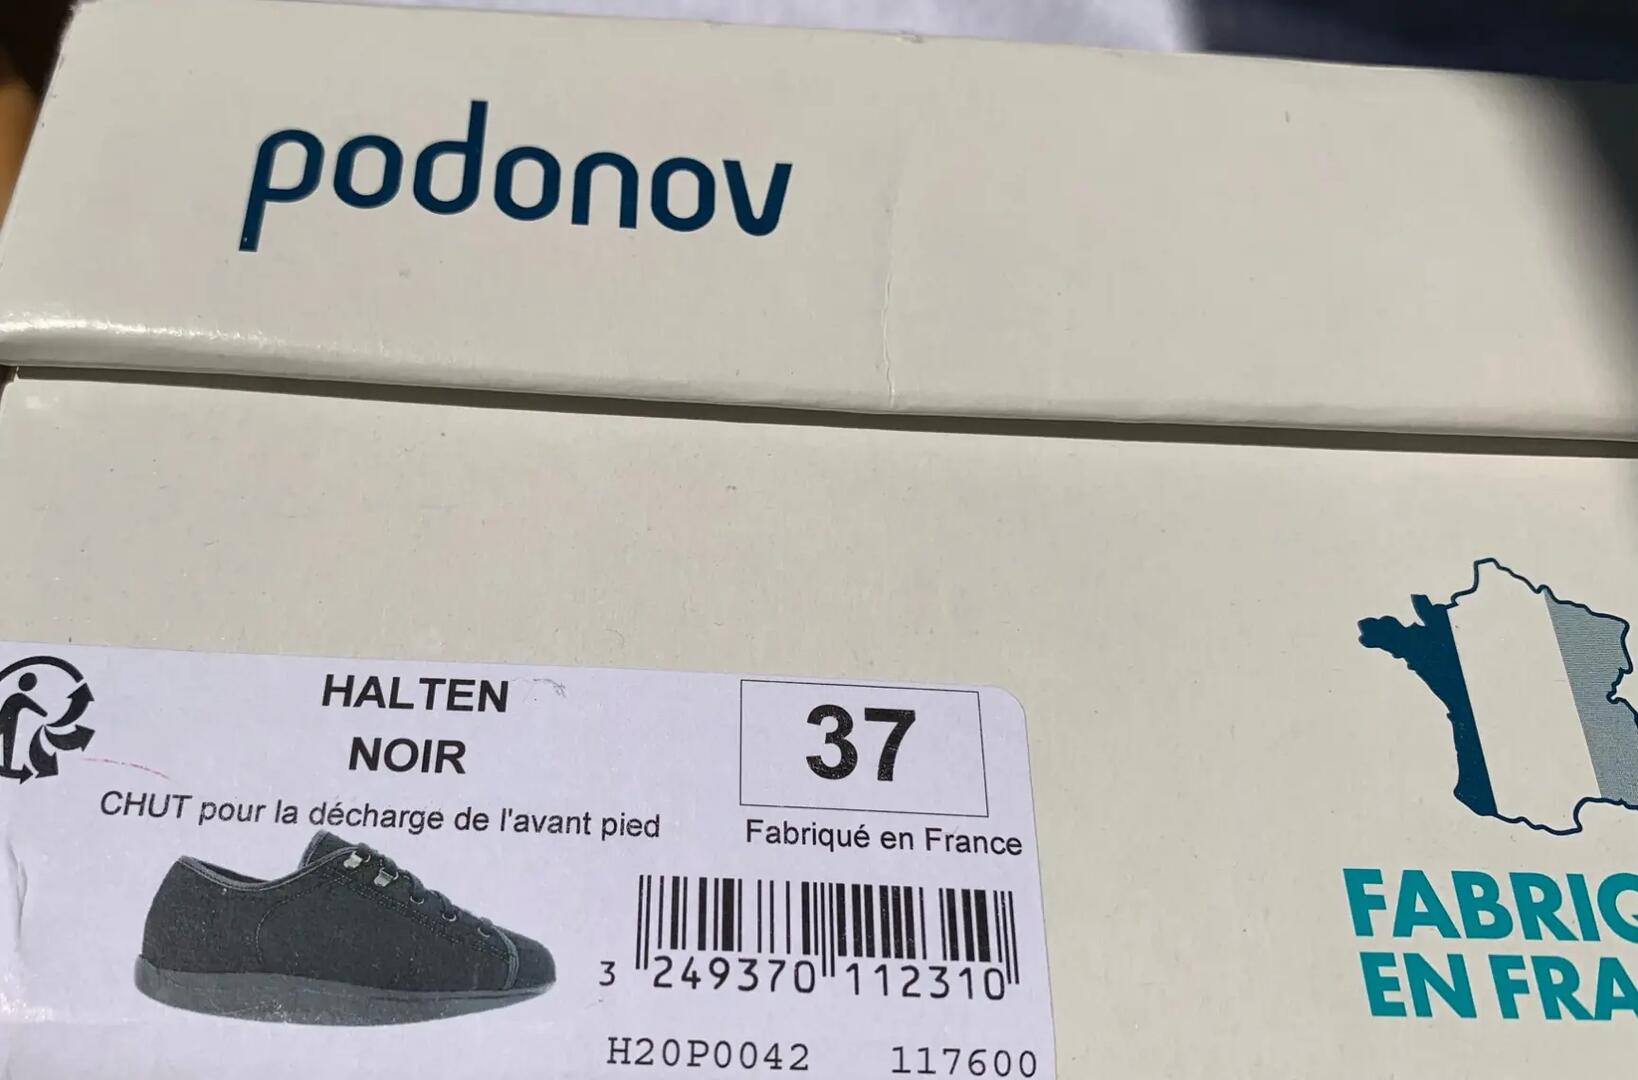 podonov
HALTEN
NOIR
CHUT pour la décharge de l'avant pied
37
Fabriqué en France
3 249370 112310
H20P0042 117600
FABRIQ
EN FRA